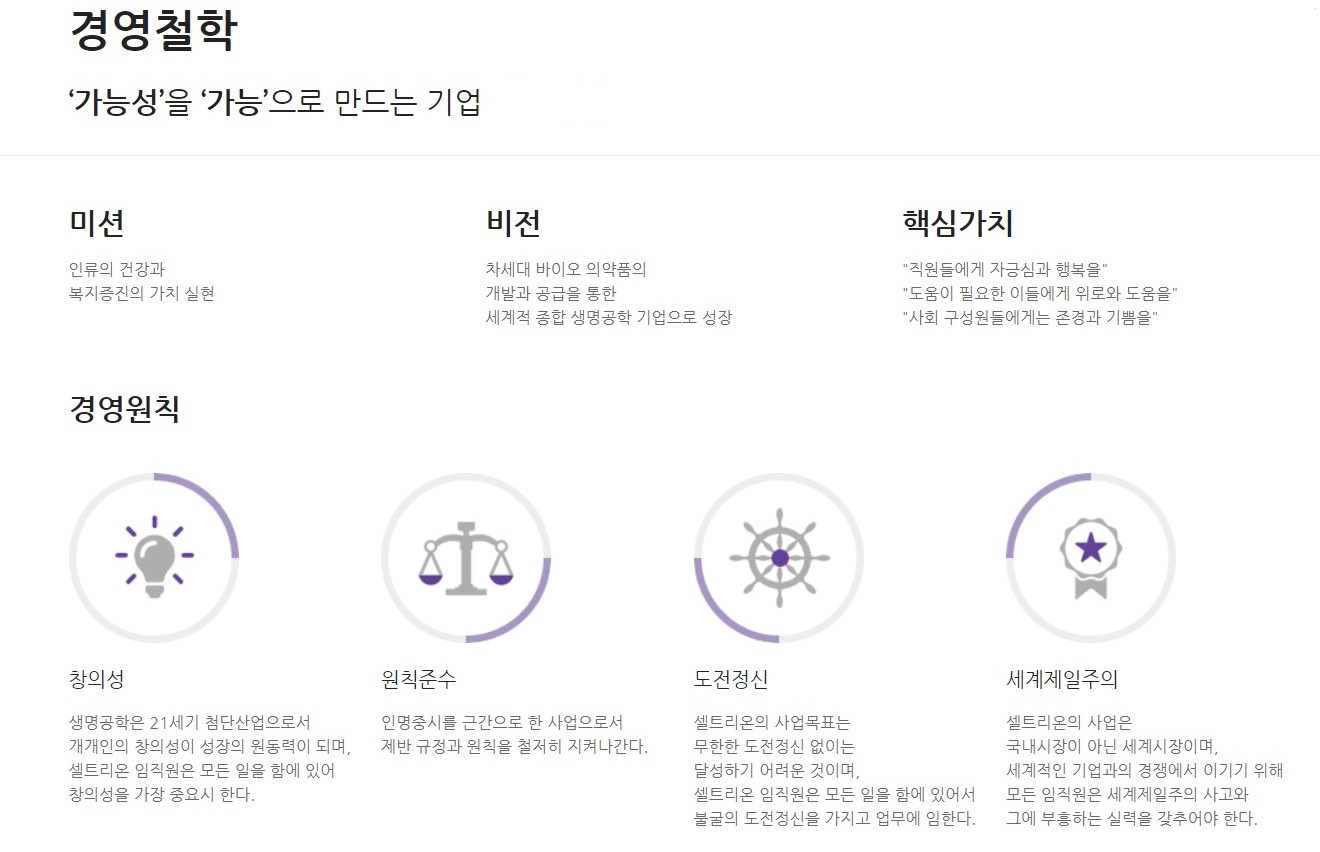 경영철학
‘가능성’을 ‘가능’으로 만드는 기업
미션
인류의 건강과
복지증진의 가치 실현
비전
차세대 바이오 의약품의
개발과 공급을 통한
세계적 종합 생명공학 기업으로 성장
핵심가치
"직원들에게 자긍심과 행복을"
"도움이 필요한 이들에게 위로와 도움을"
"사회 구성원들에게는 존경과 기쁨을"
경영원칙
창의성
생명공학은 21세기 첨단산업으로서
개개인의 창의성이 성장의 원동력이 되며,
셀트리온 임직원은 모든 일을 함에 있어
창의성을 가장 중요시 한다.
원칙준수
인명중시를 근간으로 한 사업으로서
제반 규정과 원칙을 철저히 지켜나간다.
도전정신
셀트리온의 사업목표는
무한한 도전정신 없이는
달성하기 어려운 것이며,
셀트리온 임직원은 모든 일을 함에 있어서
불굴의 도전정신을 가지고 업무에 임한다.
세계제일주의
셀트리온의 사업은
국내시장이 아닌 세계시장이며,
세계적인 기업과의 경쟁에서 이기기 위해
모든 임직원은 세계제일주의 사고와
그에 부흥하는 실력을 갖추어야 한다.